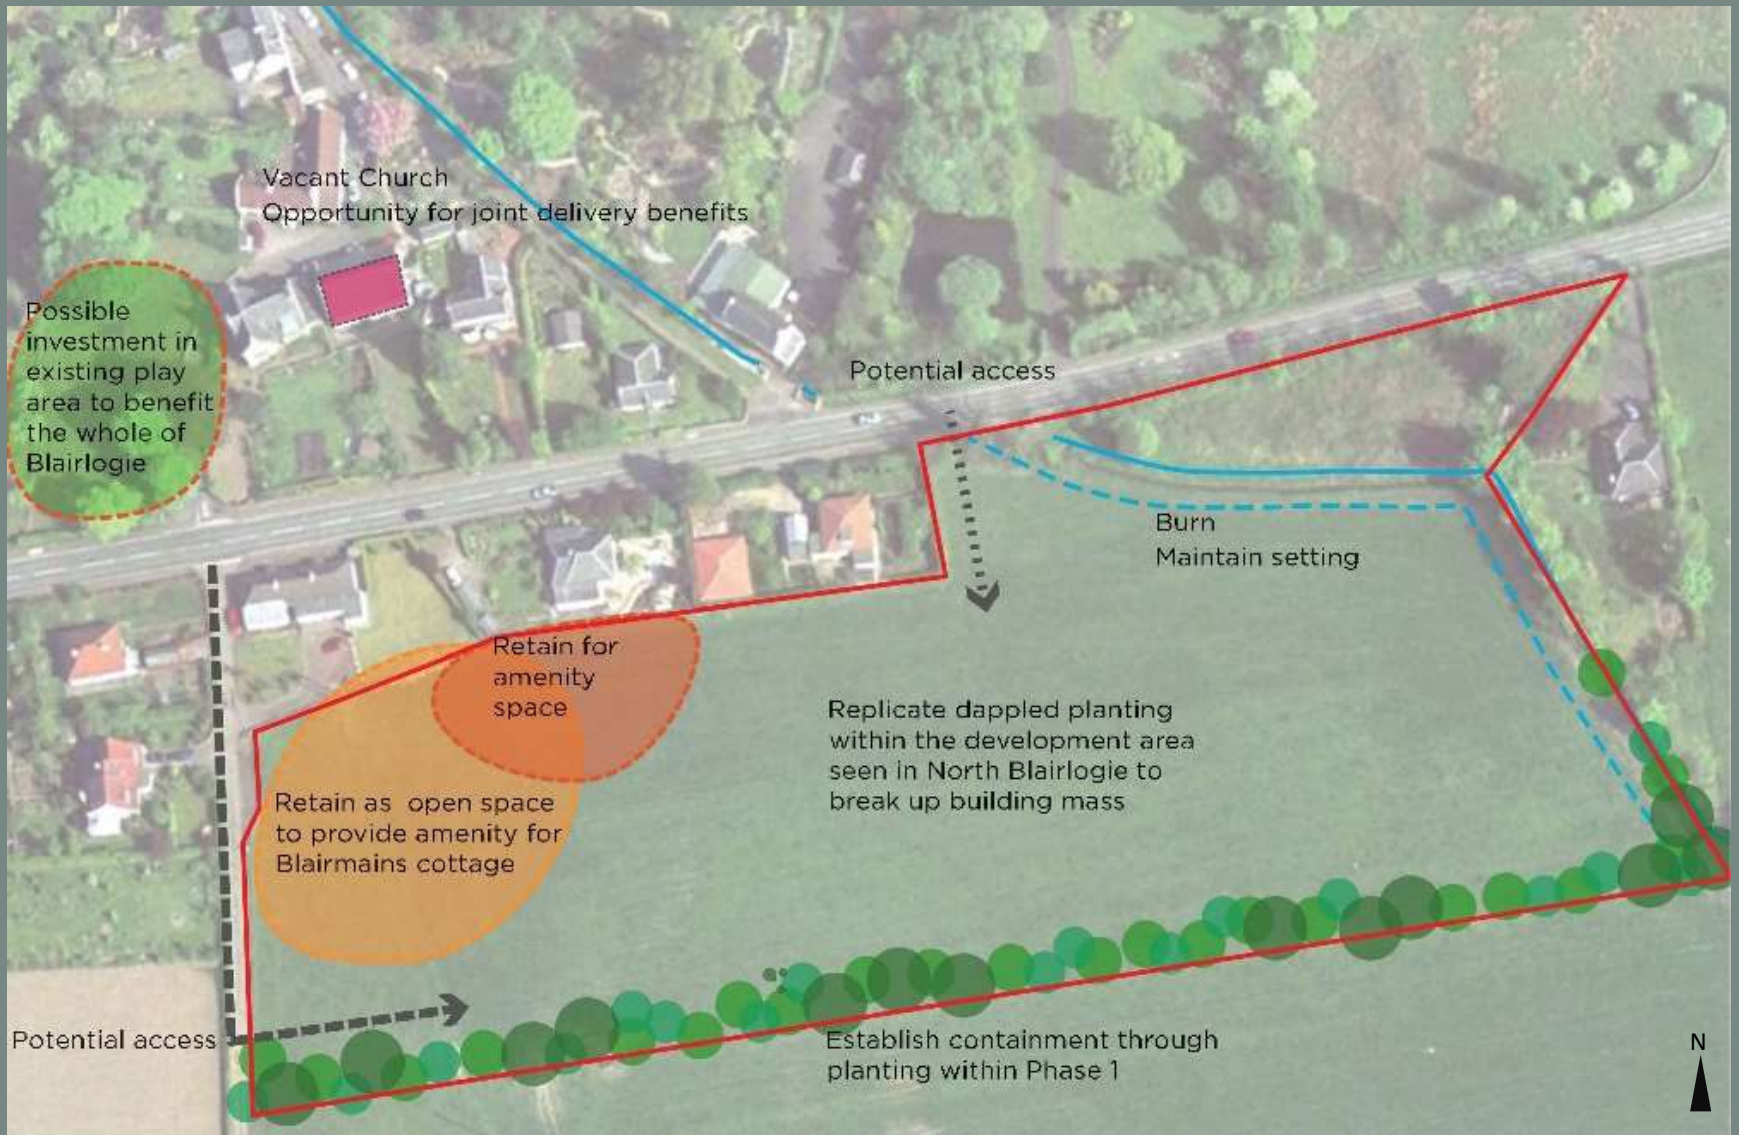 Vacant Church
Opportunity for joint delivery benefits
Possible
investment in
existing play
area to benefit
the whole of
Blairlogie
Potential access
Burn
Maintain setting
Retain for
amenity
space
Replicate dappled planting
within the development area
seen in North Blairlogie to
break up building mass
Retain as open space
to provide amenity for
Blairmains cottage
Potential access
Establish containment through
planting within Phase 1
N